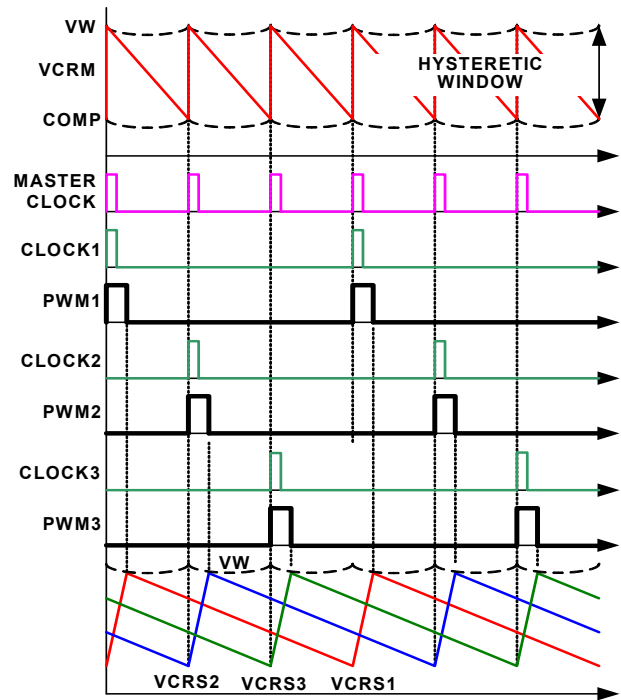 VW
VCRM
HYSTERETIC
WINDOW
COMP
MASTER
CLOCK
CLOCK1
PWM1
CLOCK2
PWM2
CLOCK3
PWM3
VW
VCRS2 VCRS3 VCRS1